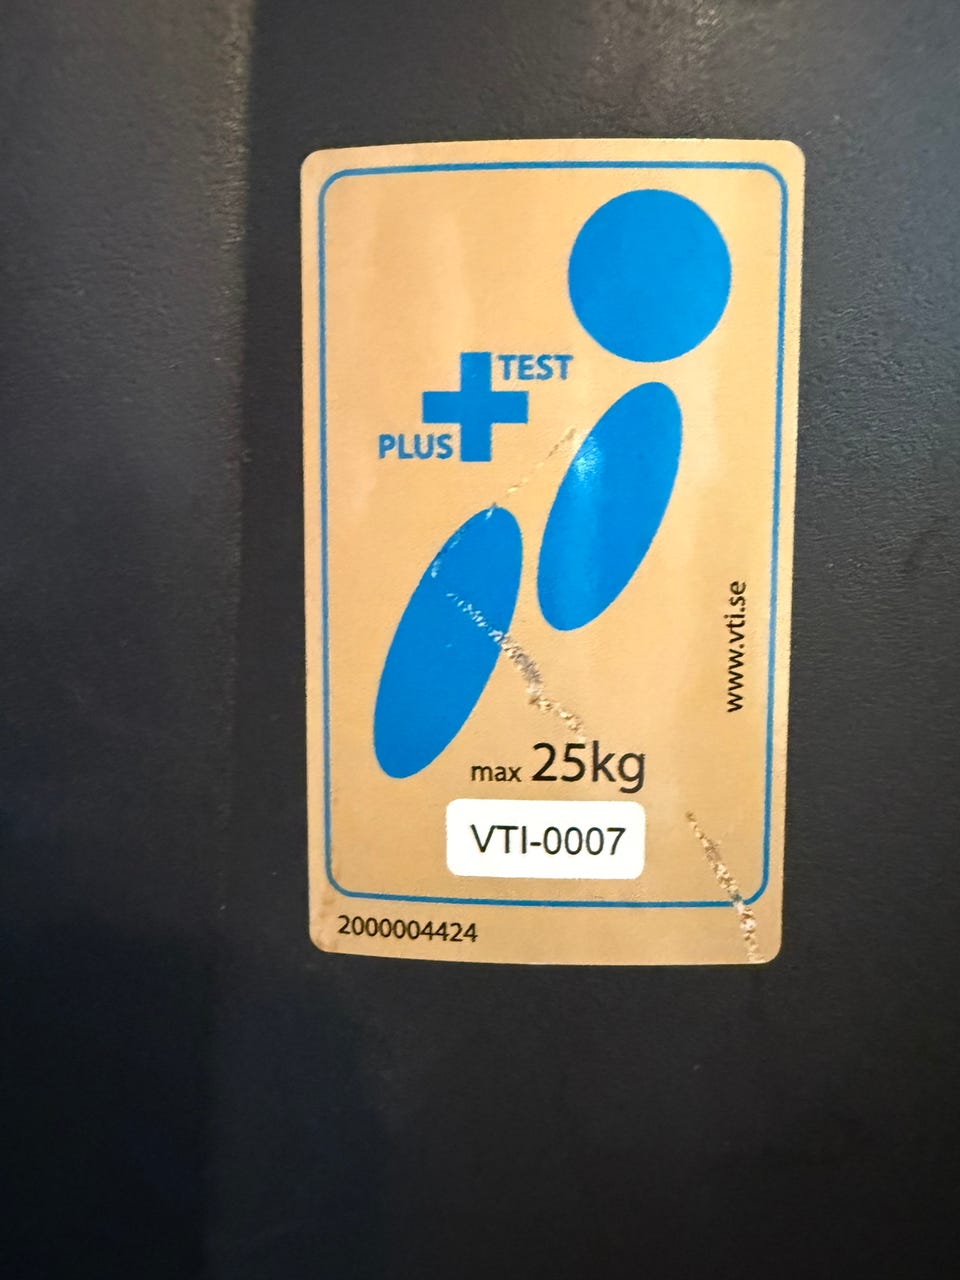 TEST
PLUS
www.vti.se
max 25kg
VTI-0007
2000004424